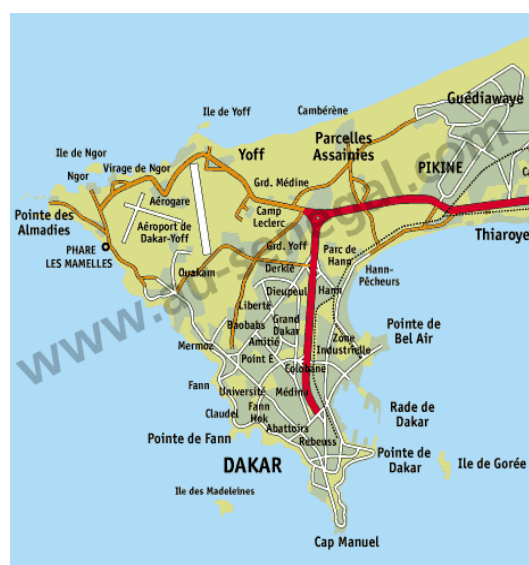 Guédiawaye
Ile de Yoff
Cambérène
Parcelles
Assainies
Yoff
Ile de Ngor
Virage de Ngor
Ngor
PIKINE
Grd. Médine
Aérogare
Camp
Leclerc
Pointe des
Almadies
Aéroport de
Dakar-Yoff
Thiaroye
PHARE
LES MAMELLES
Grd. Yoff
Parc de
Hann
Ouakam
Derklé
Hann-
Pêcheurs
Dieupeul
Hann
Liberté
Grand
Dakar
Baobabs
Amitié
Pointe de
Bel Air
Zone
Industrielle
Mermoz
Point E
Colobane
Fann
Université
Médina
Fann
Hok
Claudel
Rade de
Dakar
Abattoirs
Pointe de Fann
Rebeuss
Pointe de
Dakar
DAKAR
Ile de Gorée
Ile des Madeleines
Cap Manuel
www.au-senegal.com